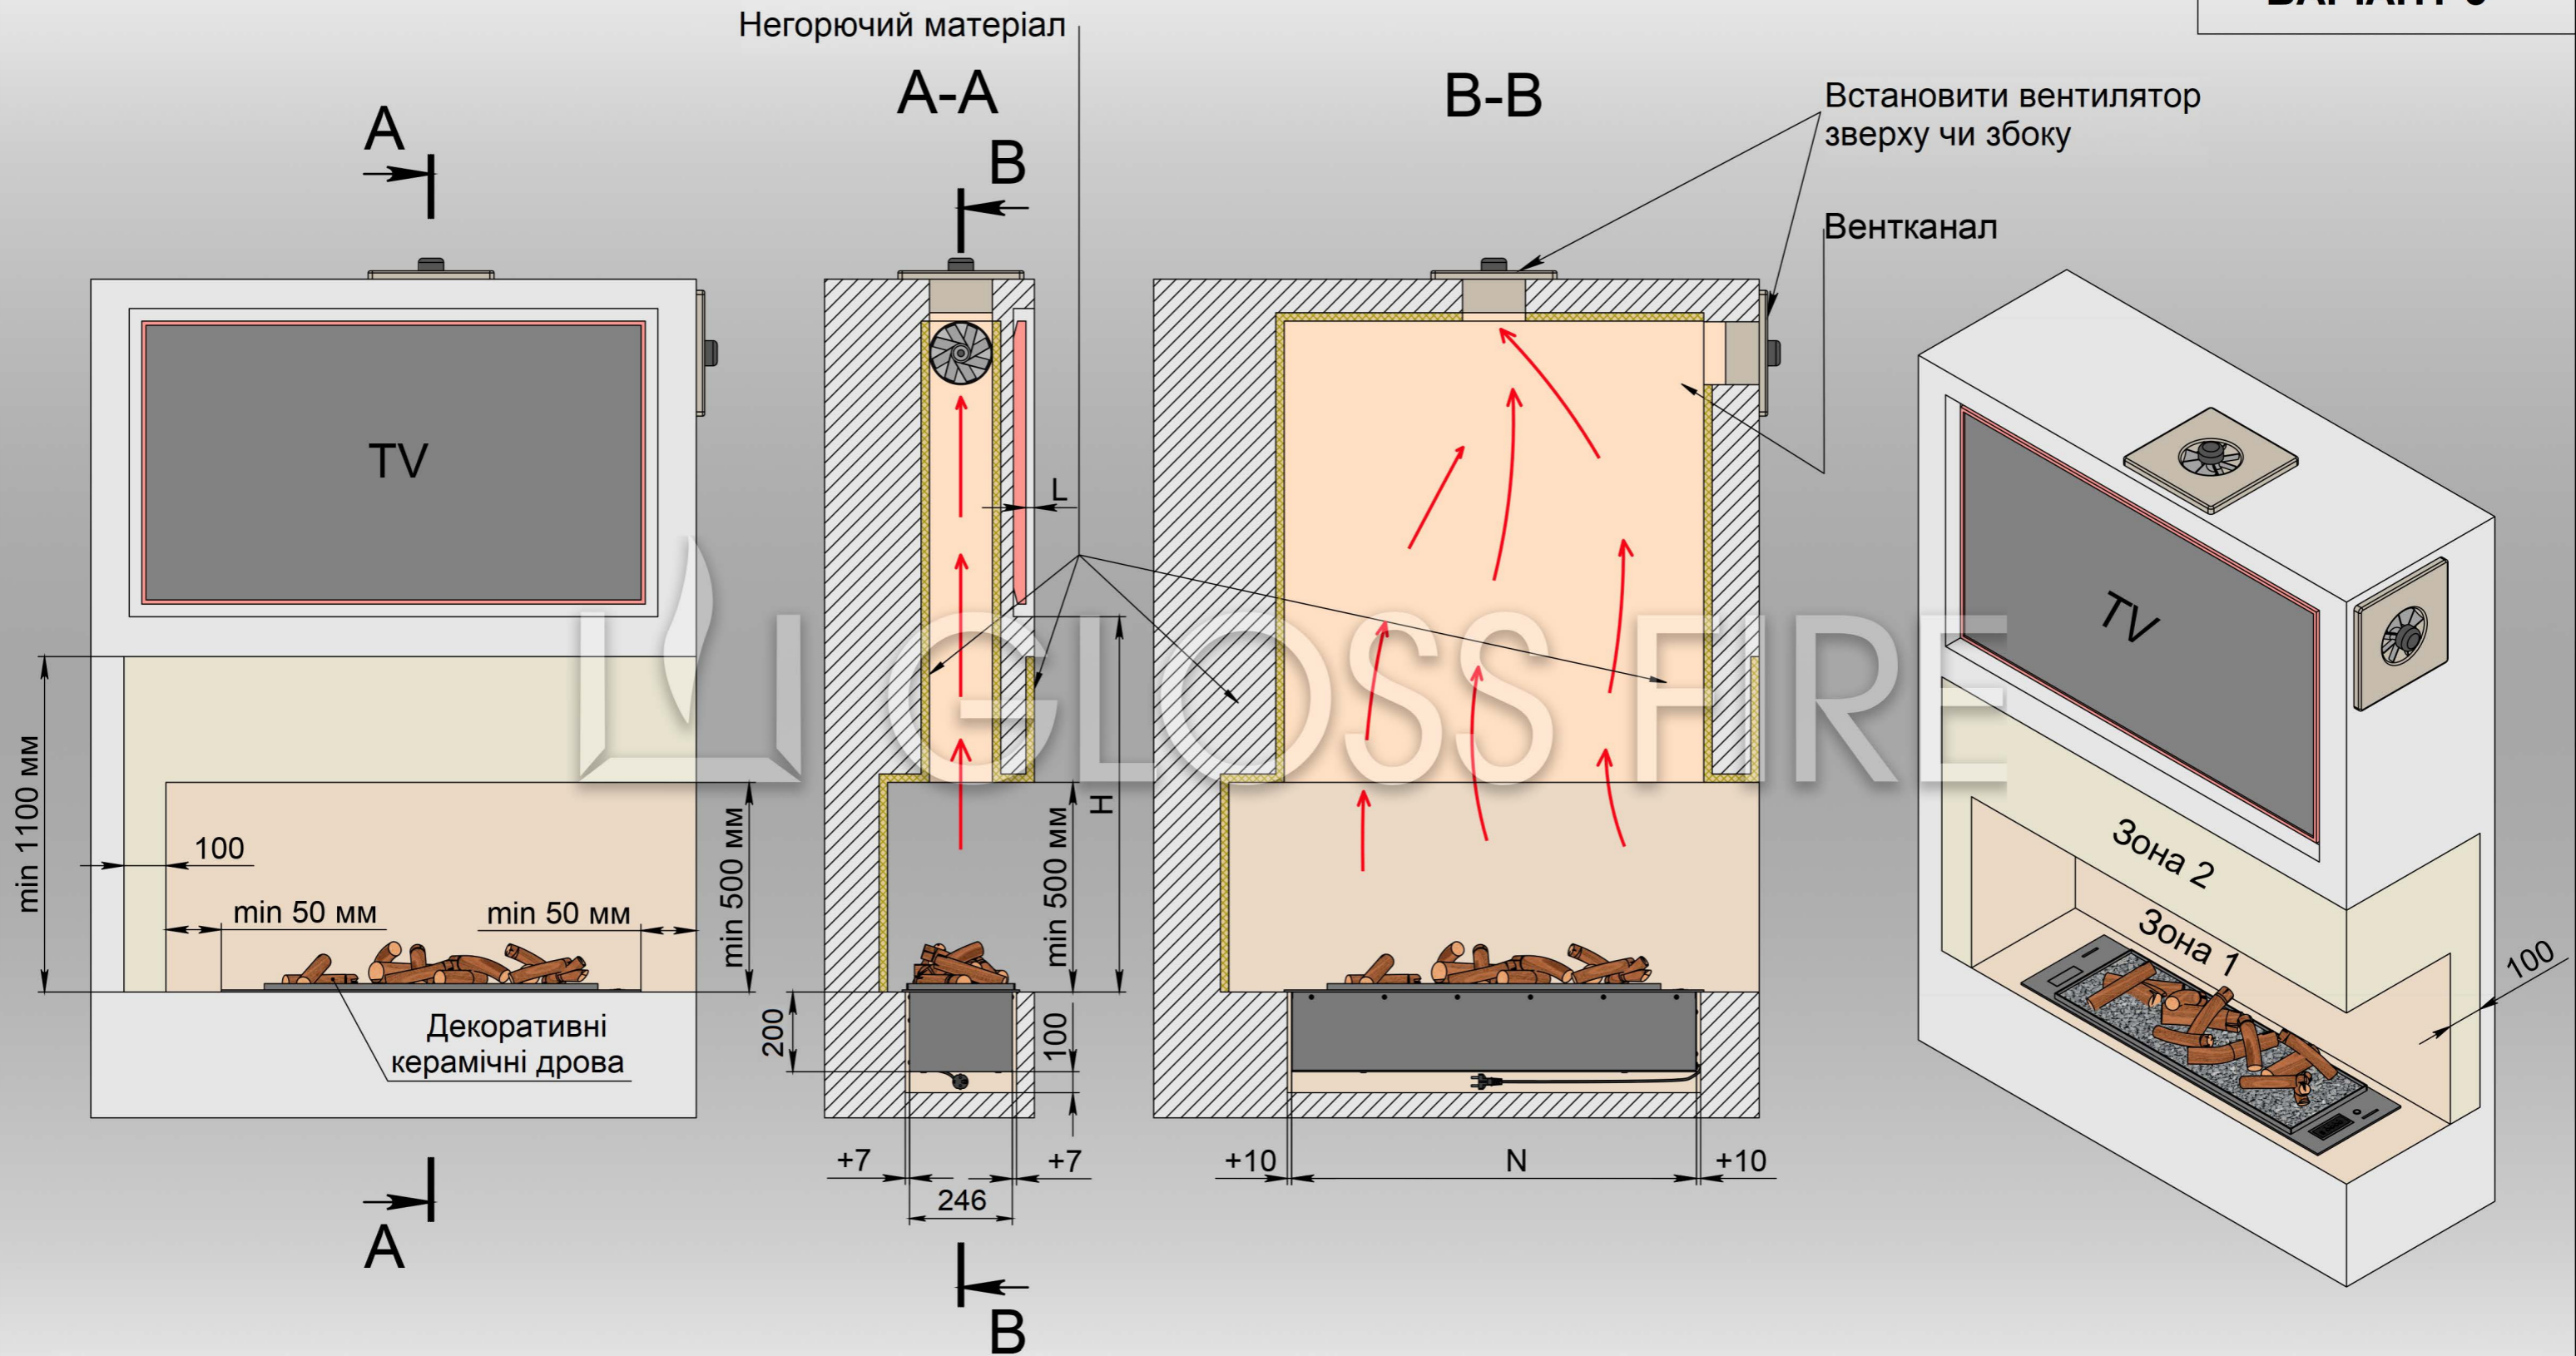 Негорючий матеріал
A-A
B-B
Встановити вентилятор
зверху чи збоку
Вентканал
A
B
TV
L
TV
GLOSS FIRE
min 1100 мм
100
min 50 мм
min 50 мм
min 500 мм
min 500 мм
H
Зона 2
Зона 1
100
Декоративні
керамічні дрова
200
100
+7
+7
246
+10
N
+10
A
B